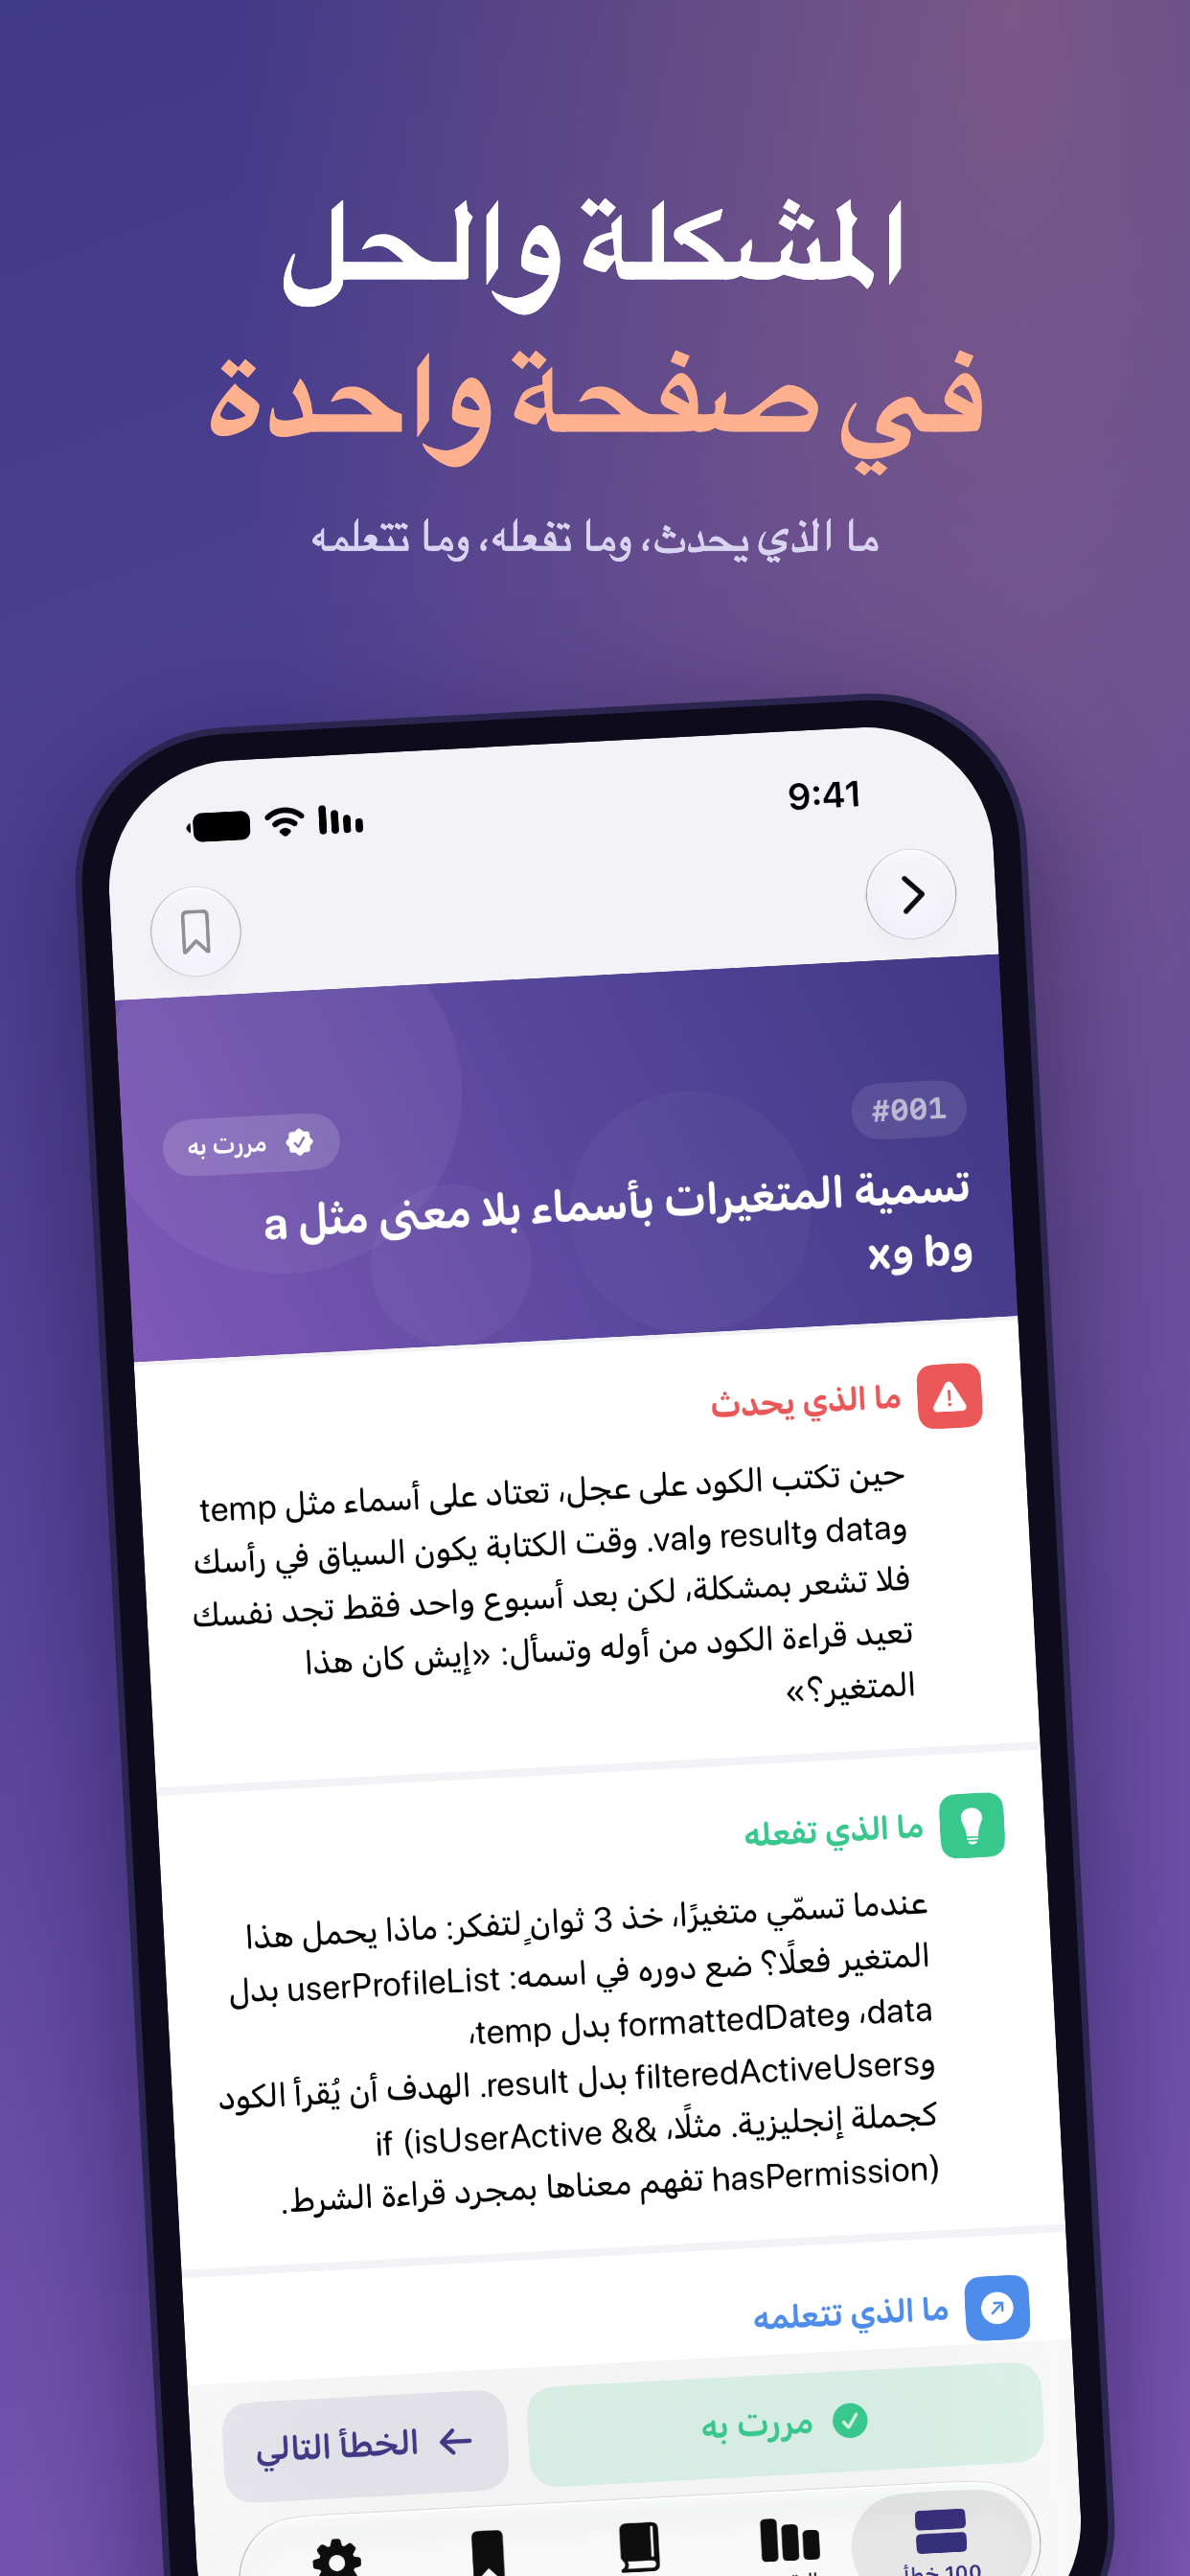 المشكلة والحل
في صفحة واحدة
ما الذي يحدث، وما تفعله، وما تتعلمه
9:41
#001
مررت به
تسمية المتغيرات بأسماء بلا معنى مثل a
وb وx
ما الذي يحدث
حين تكتب الكود على عجل، تعتاد على أسماء مثل temp
وdata وresult وval. وقت الكتابة يكون السياق في رأسك
فلا تشعر بمشكلة، لكن بعد أسبوع واحد فقط تجد نفسك
تعيد قراءة الكود من أوله وتسأل: «إيش كان هذا
المتغير؟»
ما الذي تفعله
عندما تسمّي متغيرًا، خذ 3 ثوانٍ لتفكر: ماذا يحمل هذا
المتغير فعلًا؟ ضع دوره في اسمه: userProfileList بدل
data، وformattedDate بدل temp،
وfilteredActiveUsers بدل result. الهدف أن يُقرأ الكود
كجملة إنجليزية. مثلًا، if (isUserActive &&
hasPermission) تفهم معناها بمجرد قراءة الشرط.
ما الذي تتعلمه
مررت به
الخطأ التالي
100 خطأ